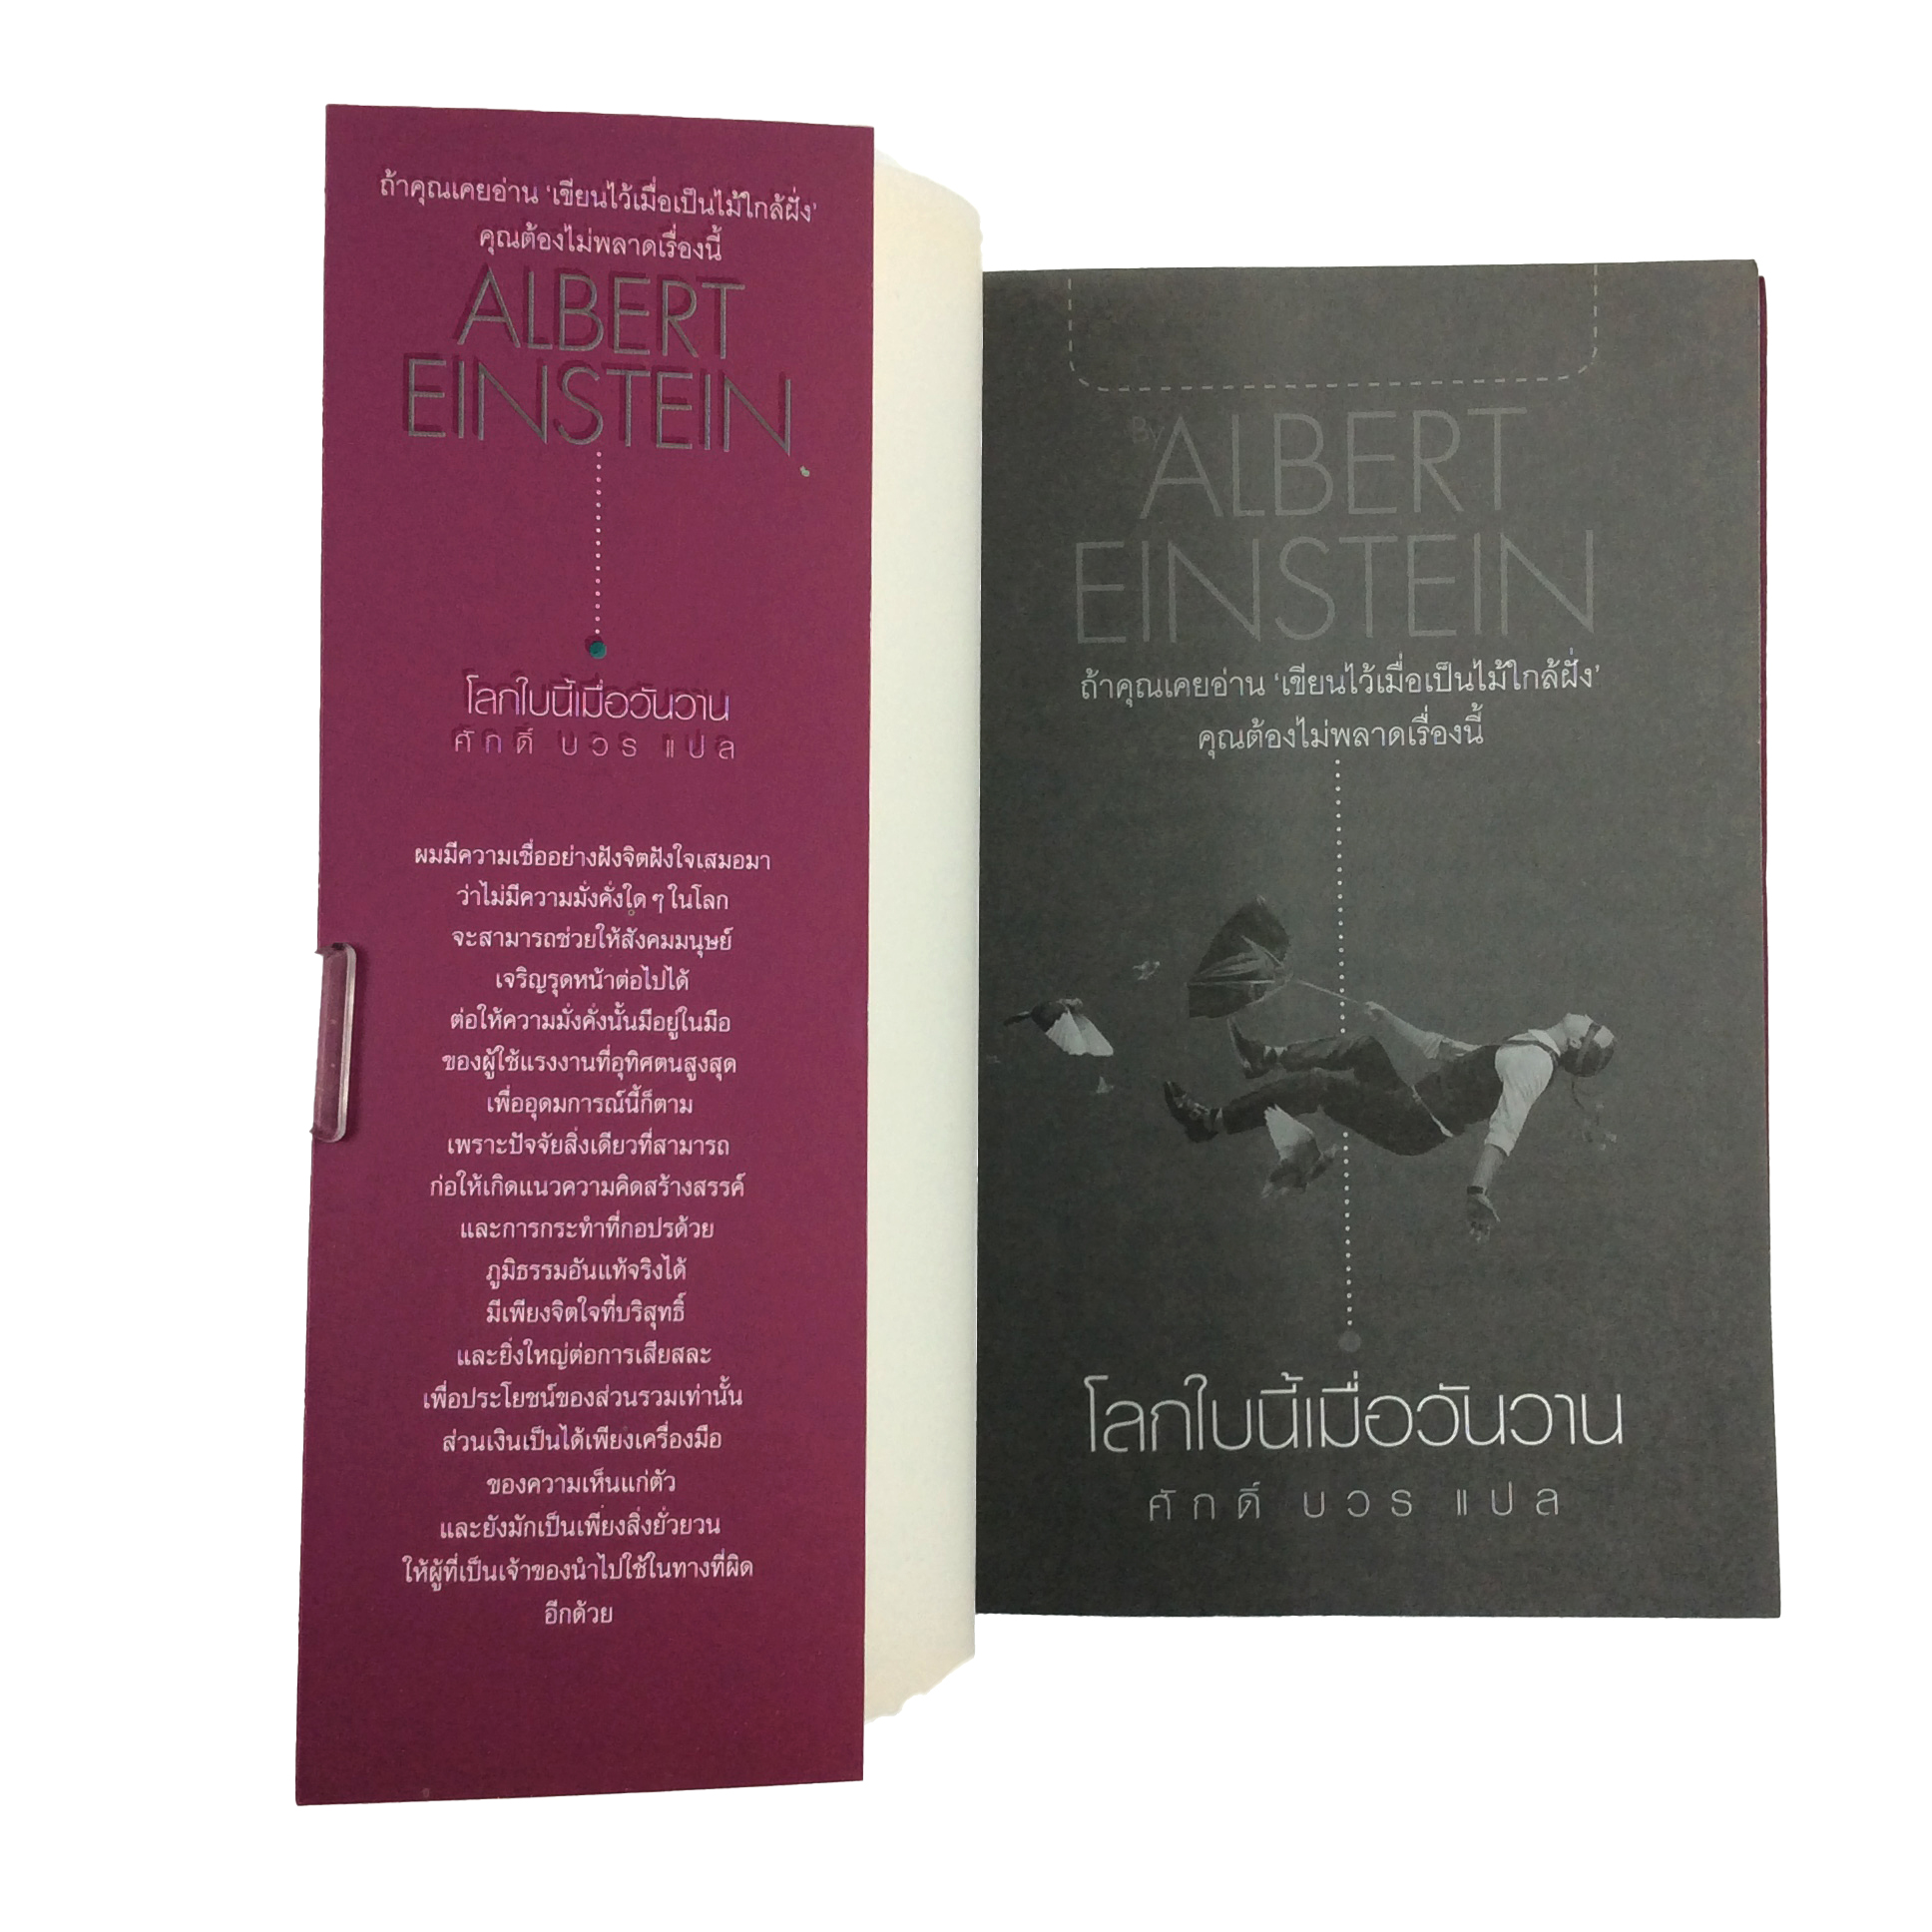 ถ้าคุณเคยอ่าน ‘เขียนไว้เมื่อเป็นไม้ใกล้ฝั่ง’
คุณต้องไม่พลาดเรื่องนี้
ALBERT
EINSTEIN
โลกใบนี้เมื่อวันวาน
ศักดิ์ บวร แปล
ผมมีความเชื่ออย่างฝังจิตฝังใจเสมอมา
ว่าไม่มีความมั่งคั่งใด ๆ ในโลก
จะสามารถช่วยให้สังคมมนุษย์
เจริญรุดหน้าต่อไปได้
ต่อให้ความมั่งคั่งนั้นมีอยู่ในมือ
ของผู้ใช้แรงงานที่อุทิศตนสูงสุด
เพื่ออุดมการณ์นี้ก็ตาม
เพราะปัจจัยสิ่งเดียวที่สามารถ
ก่อให้เกิดแนวความคิดสร้างสรรค์
และการกระทำที่กอปรด้วย
ภูมิธรรมอันแท้จริงได้
มีเพียงจิตใจที่บริสุทธิ์
และยิ่งใหญ่ต่อการเสียสละ
เพื่อประโยชน์ของส่วนรวมเท่านั้น
ส่วนเงินเป็นได้เพียงเครื่องมือ
ของความเห็นแก่ตัว
และยังมักเป็นเพียงสิ่งยั่วยวน
ให้ผู้ที่เป็นเจ้าของนำไปใช้ในทางที่ผิด
อีกด้วย
By ALBERT
EINSTEIN
ถ้าคุณเคยอ่าน ‘เขียนไว้เมื่อเป็นไม้ใกล้ฝั่ง’
คุณต้องไม่พลาดเรื่องนี้
โลกใบนี้เมื่อวันวาน
ศักดิ์ บวร แปล